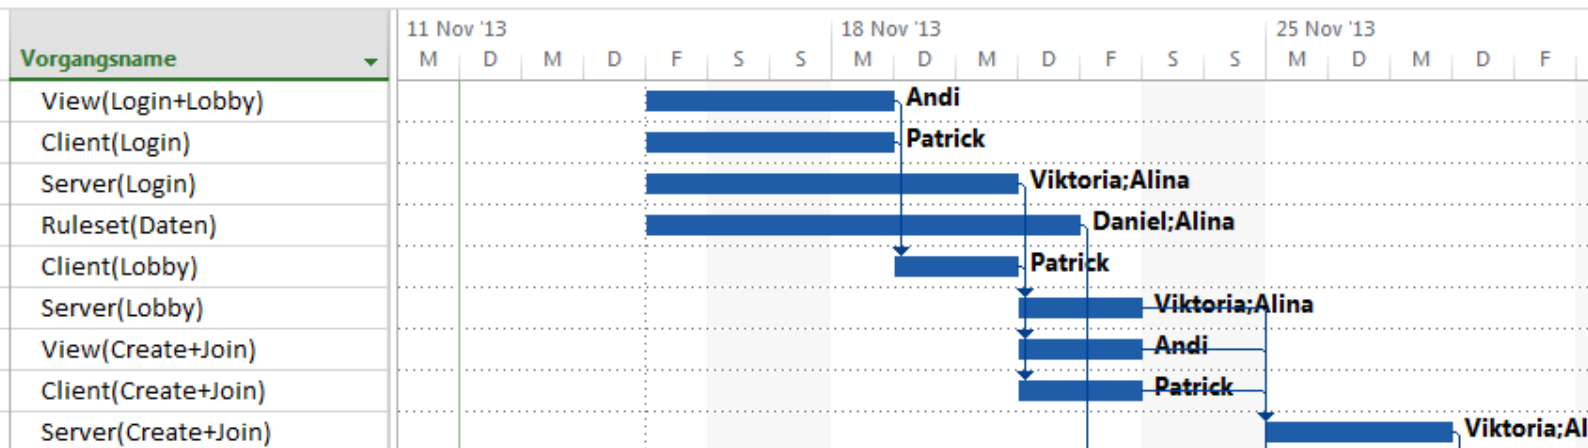 11 Nov '13 18 Nov '13 25 Nov '13
Vorgangsname M D M D F S S M D M D F S S M D M D F
View(Login+Lobby) Andi
Client(Login) Patrick
Server(Login) Viktoria;Alina
Ruleset(Daten) Daniel;Alina
Client(Lobby) Patrick
Server(Lobby) Viktoria;Alina
View(Create+Join) Andi
Client(Create+Join) Patrick
Server(Create+Join) Viktoria;Al